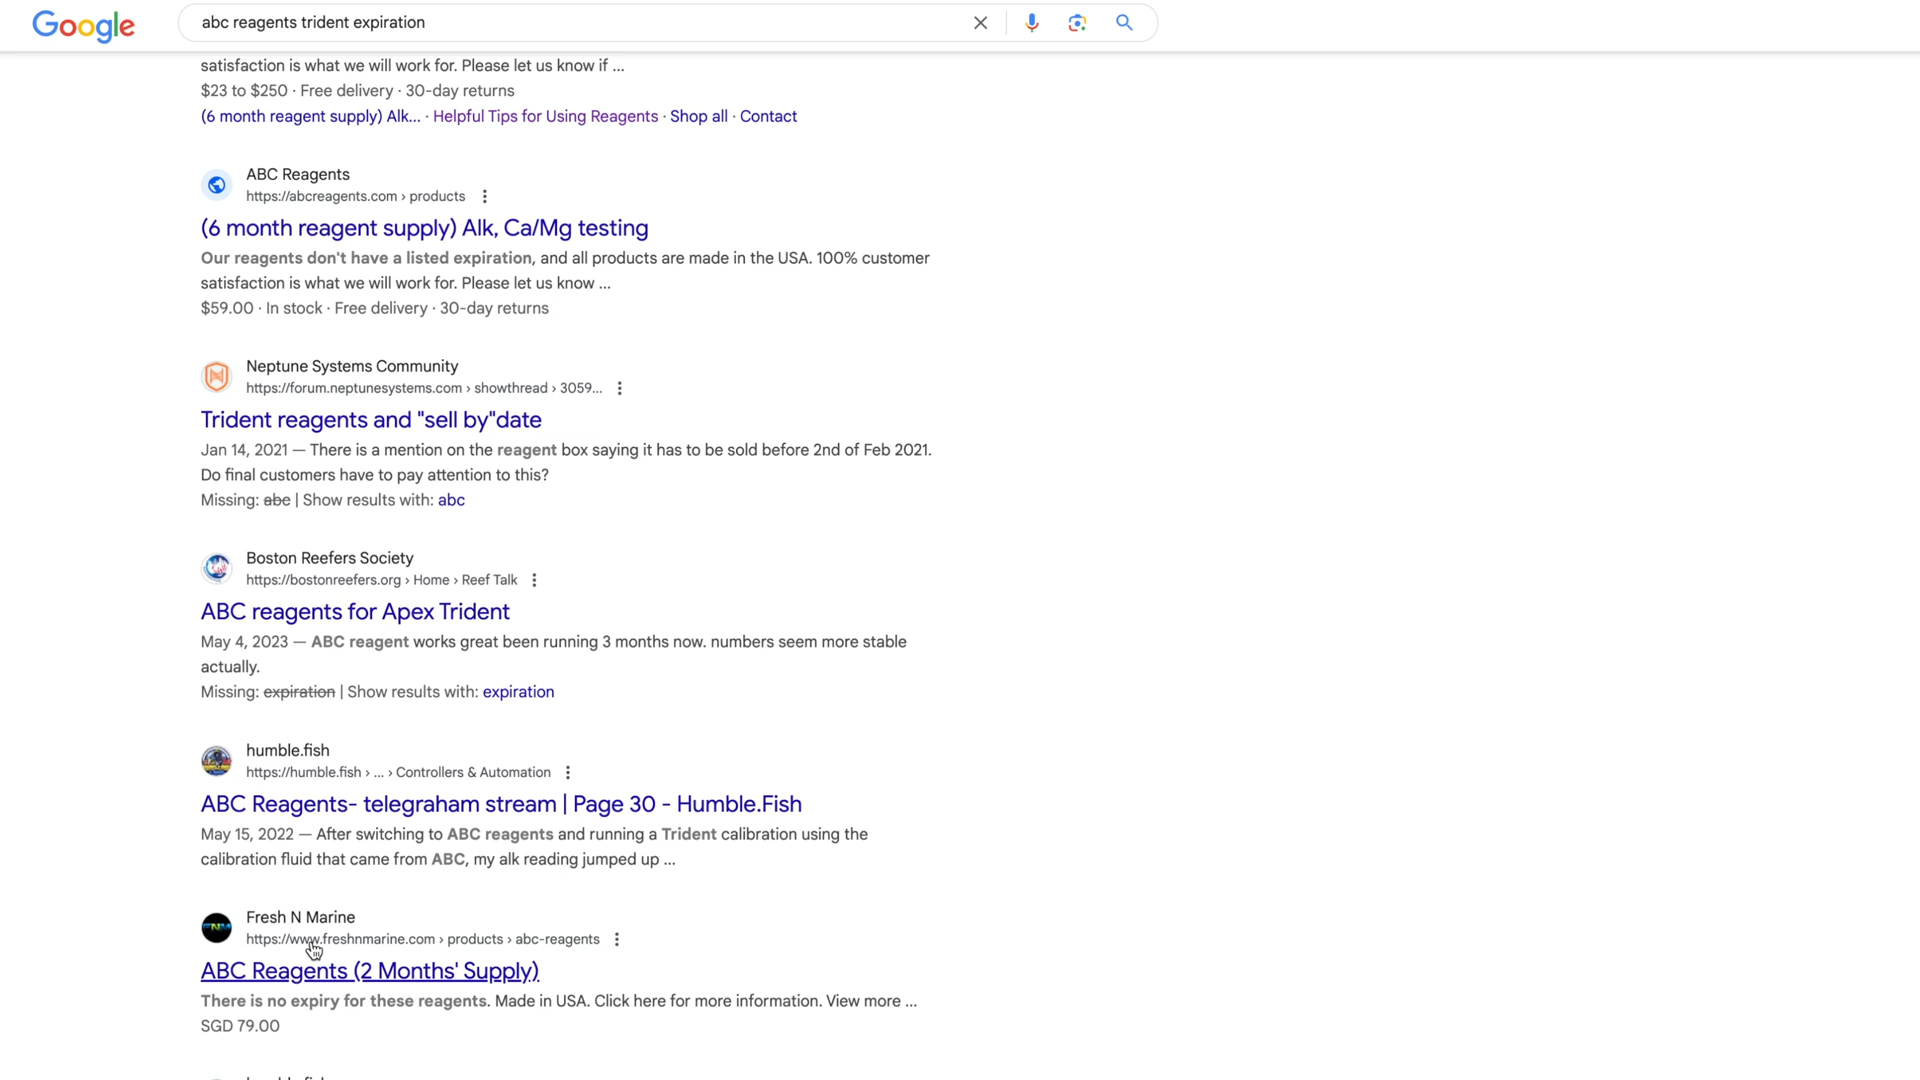 Google
abc reagents trident expiration
satisfaction is what we will work for. Please let us know if ...
$23 to $250 · Free delivery · 30-day returns
(6 month reagent supply) Alk... · Helpful Tips for Using Reagents · Shop all · Contact
ABC Reagents
https://abcreagents.com › products
(6 month reagent supply) Alk, Ca/Mg testing
Our reagents don't have a listed expiration, and all products are made in the USA. 100% customer
satisfaction is what we will work for. Please let us know ...
$59.00 · In stock · Free delivery · 30-day returns
Neptune Systems Community
https://forum.neptunesystems.com › showthread › 3059...
Trident reagents and "sell by"date
Jan 14, 2021 — There is a mention on the reagent box saying it has to be sold before 2nd of Feb 2021.
Do final customers have to pay attention to this?
Missing: abc | Show results with: abc
Boston Reefers Society
https://bostonreefers.org › Home › Reef Talk
ABC reagents for Apex Trident
May 4, 2023 — ABC reagent works great been running 3 months now. numbers seem more stable
actually.
Missing: expiration | Show results with: expiration
humble.fish
https://humble.fish › ... › Controllers & Automation
ABC Reagents- telegraham stream | Page 30 - Humble.Fish
May 15, 2022 — After switching to ABC reagents and running a Trident calibration using the
calibration fluid that came from ABC, my alk reading jumped up ...
FNM
Fresh N Marine
https://www.freshnmarine.com › products › abc-reagents
ABC Reagents (2 Months' Supply)
There is no expiry for these reagents. Made in USA. Click here for more information. View more ...
SGD 79.00